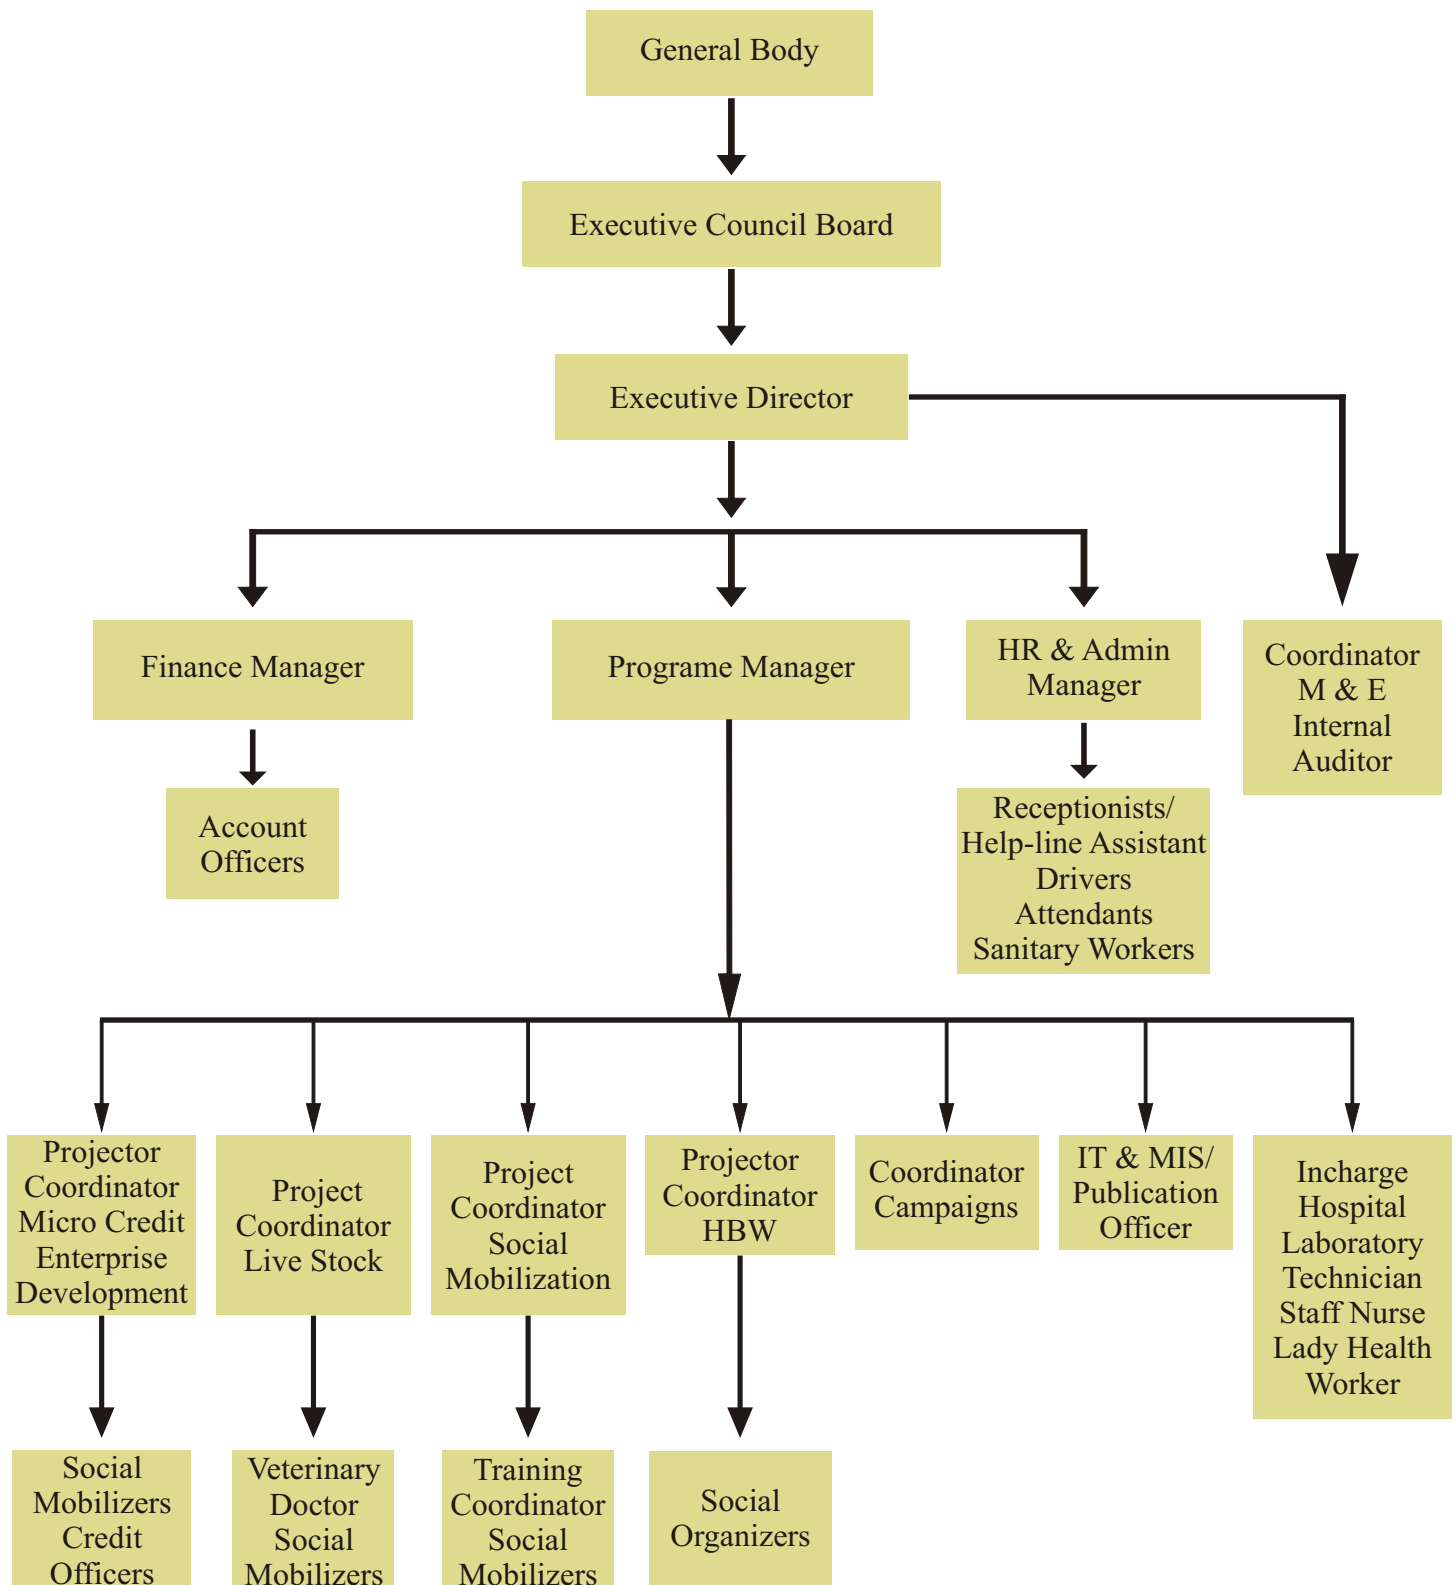 General Body
Executive Council Board
Executive Director
Finance Manager
Programe Manager
HR & Admin
Manager
Coordinator
M & E
Internal
Auditor
Account
Officers
Receptionists/
Help-line Assistant
Drivers
Attendants
Sanitary Workers
Projector
Coordinator
Micro Credit
Enterprise
Development
Project
Coordinator
Live Stock
Project
Coordinator
Social
Mobilization
Projector
Coordinator
HBW
Coordinator
Campaigns
IT & MIS/
Publication
Officer
Incharge
Hospital
Laboratory
Technician
Staff Nurse
Lady Health
Worker
Social
Mobilizers
Credit
Officers
Veterinary
Doctor
Social
Mobilizers
Training
Coordinator
Social
Mobilizers
Social
Organizers